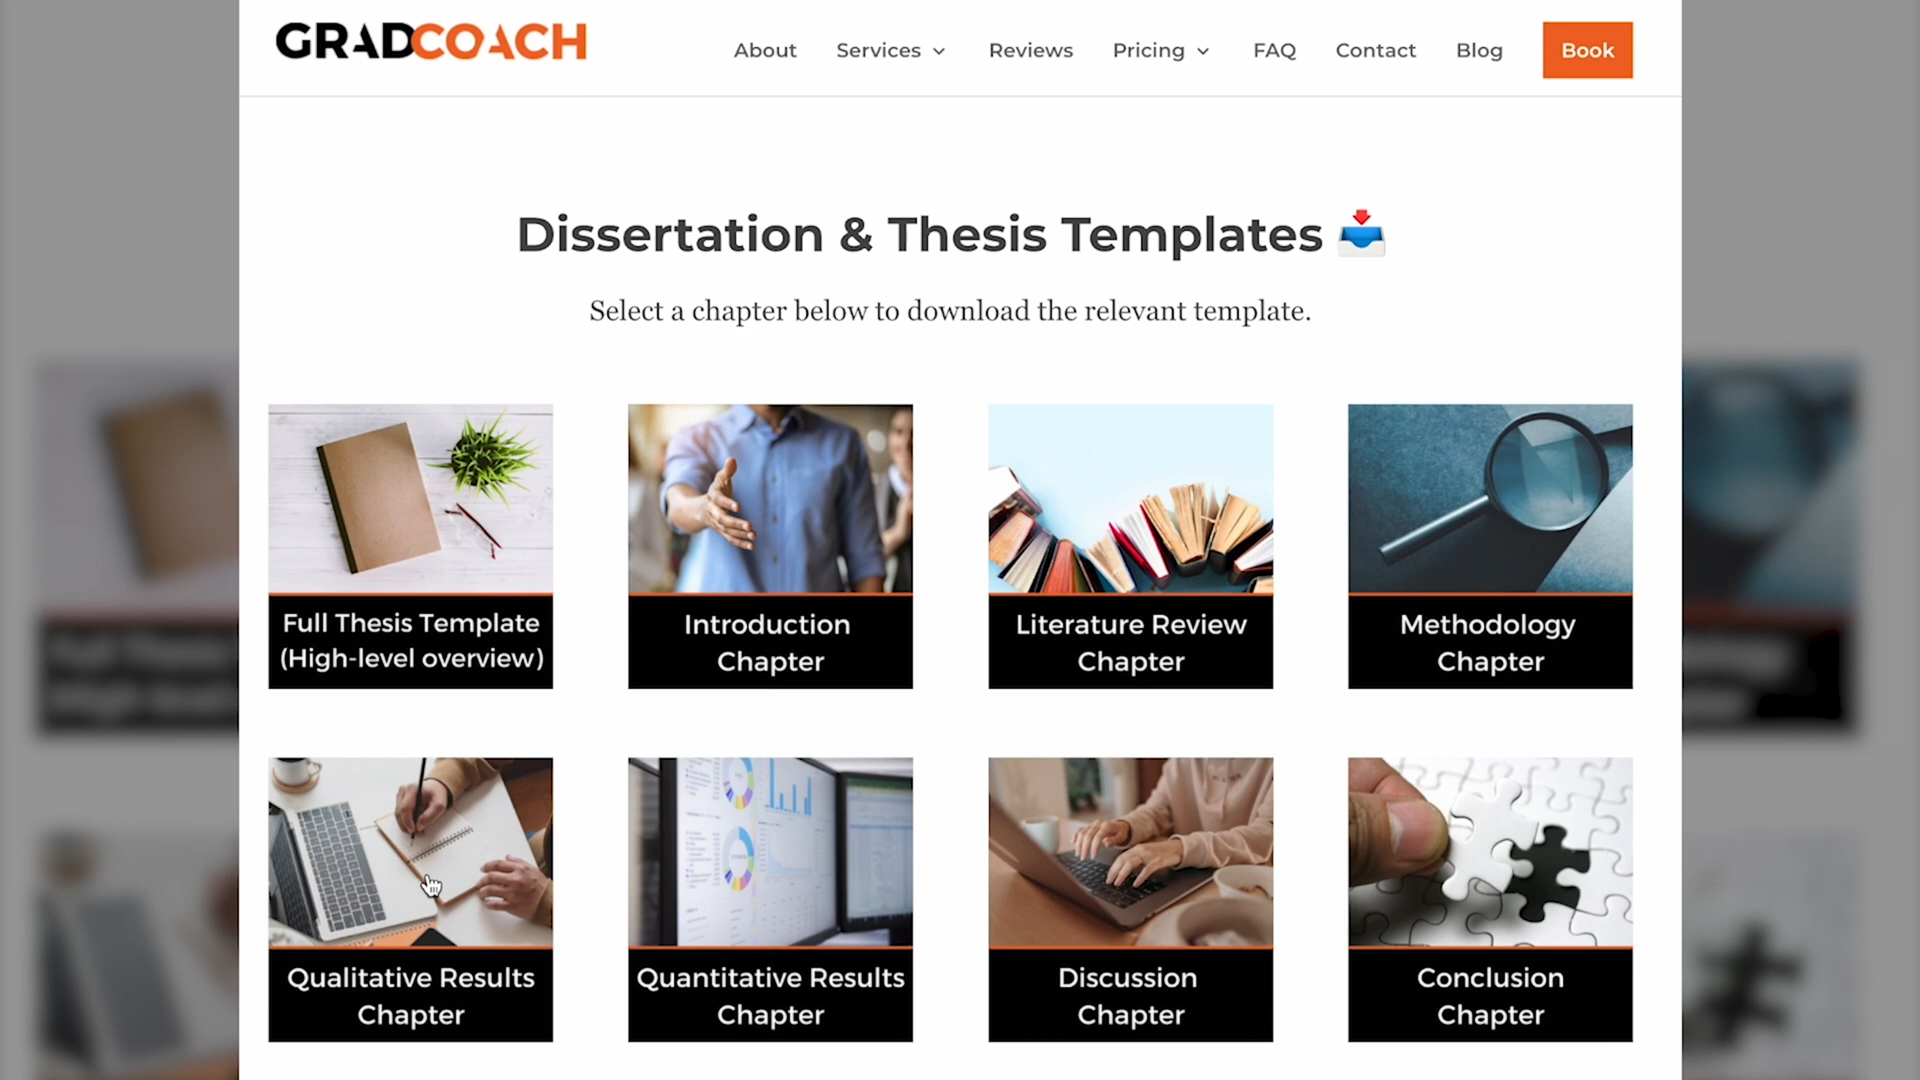 GRADCOACH
About Services Reviews Pricing FAQ Contact Blog Book
Dissertation & Thesis Templates
Select a chapter below to download the relevant template.
Full Thesis Template
(High-level overview)
Introduction
Chapter
Literature Review
Chapter
Methodology
Chapter
Qualitative Results
Chapter
Quantitative Results
Chapter
Discussion
Chapter
Conclusion
Chapter